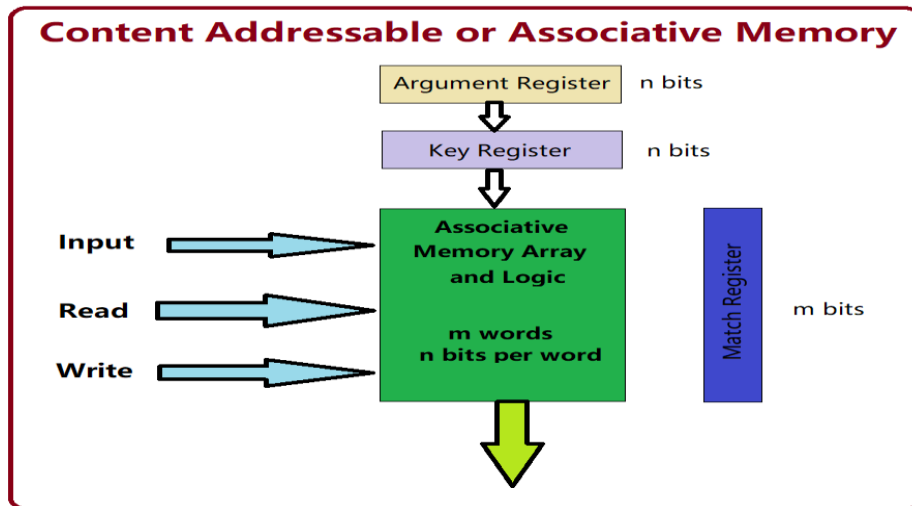 Content Addressable or Associative Memory
Argument Register
n bits
Key Register
n bits
Associative
Memory Array
and Logic
m words
n bits per word
Input
Read
Write
Match Register
m bits